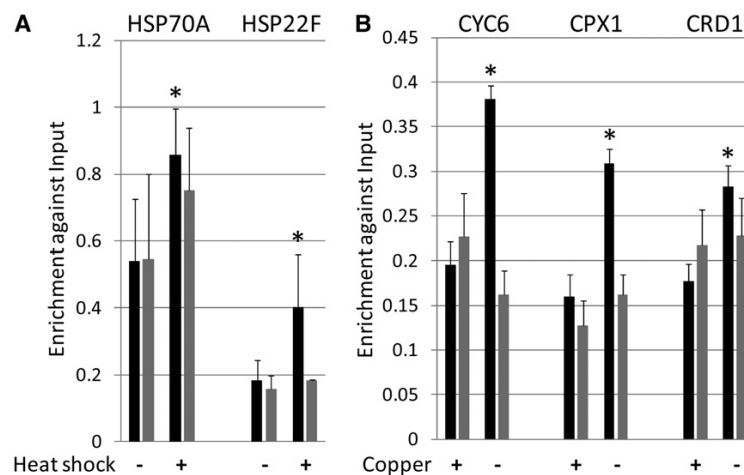 A HSP70A HSP22F
Enrichment against Input
1.2
1
0.8
0.6
0.4
0.2
0
* *
Heat shock - + - +
B CYC6 CPX1 CRD1
Enrichment against Input
0.45
0.4
0.35
0.3
0.25
0.2
0.15
0.1
0.05
0
* * *
Copper + - + - + -